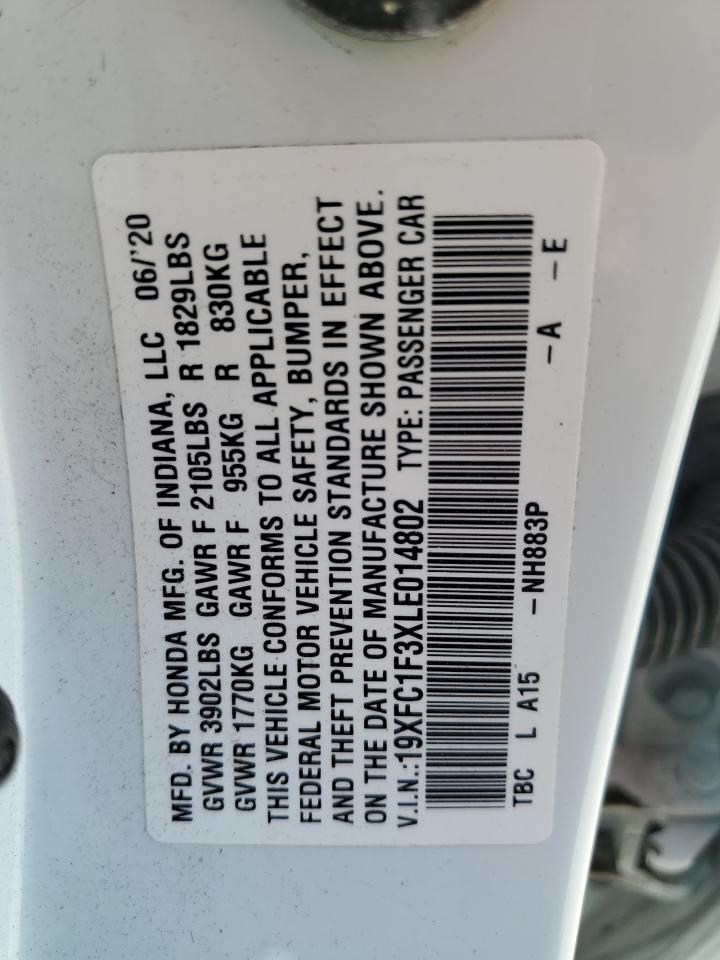 MFD. BY HONDA MFG. OF INDIANA, LLC 06/'20
GVWR 3902LBS GAWR F 2105LBS R 1829LBS
GVWR 1770KG GAWR F 955KG R 830KG
THIS VEHICLE CONFORMS TO ALL APPLICABLE
FEDERAL MOTOR VEHICLE SAFETY, BUMPER,
AND THEFT PREVENTION STANDARDS IN EFFECT
ON THE DATE OF MANUFACTURE SHOWN ABOVE.
V.I.N.:19XFC1F3XLE014802 TYPE: PASSENGER CAR
TBC L A15 -NH883P -A -E